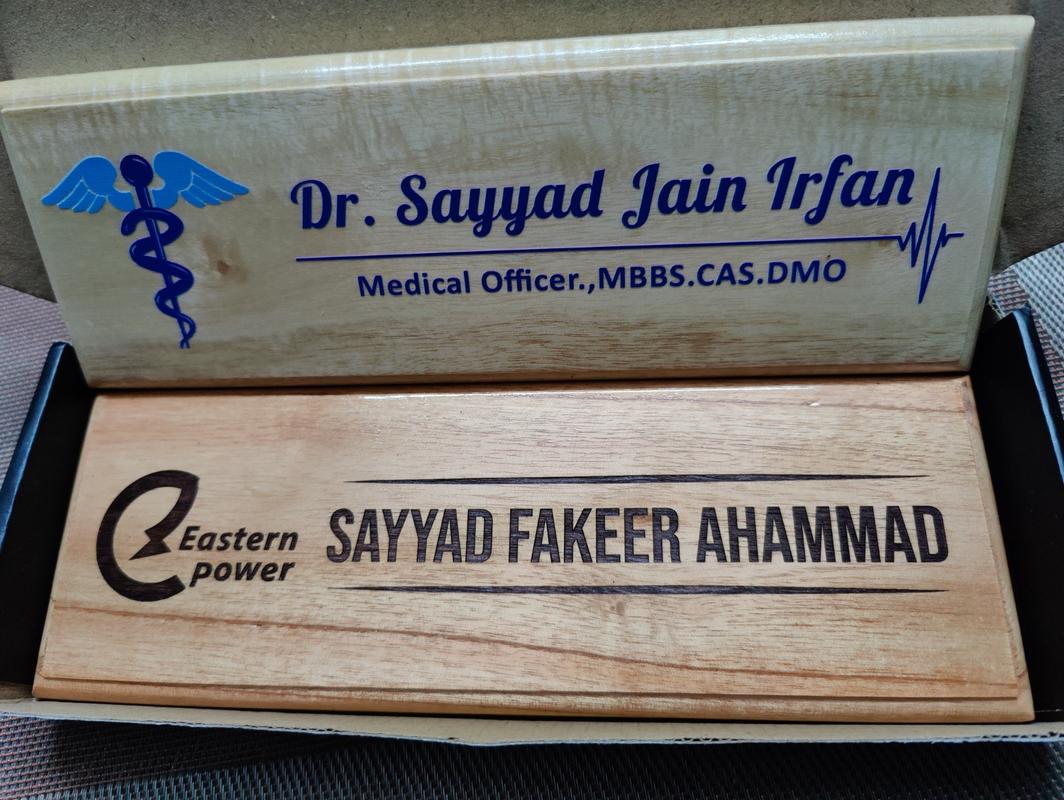 Dr. Sayyad Jain Irfan
Medical Officer.,MBBS.CAS.DMO
Eastern
power
SAYYAD FAKEER AHAMMAD